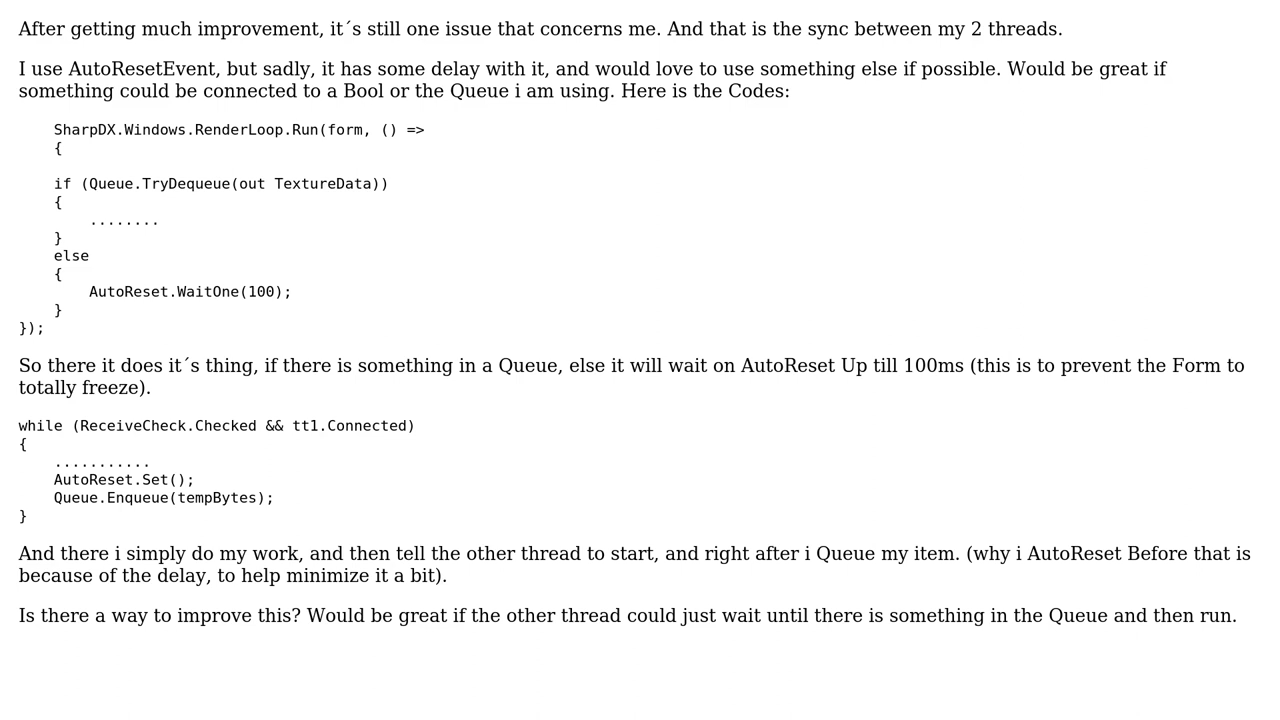 After getting much improvement, it´s still one issue that concerns me. And that is the sync between my 2 threads.
I use AutoResetEvent, but sadly, it has some delay with it, and would love to use something else if possible. Would be great if
something could be connected to a Bool or the Queue i am using. Here is the Codes:
    SharpDX.Windows.RenderLoop.Run(form, () =>
    {
    if (Queue.TryDequeue(out TextureData))
    {
        ........
    }
    else
    {
        AutoReset.WaitOne(100);
    }
});
So there it does it´s thing, if there is something in a Queue, else it will wait on AutoReset Up till 100ms (this is to prevent the Form to
totally freeze).
while (ReceiveCheck.Checked && tt1.Connected)
{
    ...........
    AutoReset.Set();
    Queue.Enqueue(tempBytes);
}
And there i simply do my work, and then tell the other thread to start, and right after i Queue my item. (why i AutoReset Before that is
because of the delay, to help minimize it a bit).
Is there a way to improve this? Would be great if the other thread could just wait until there is something in the Queue and then run.